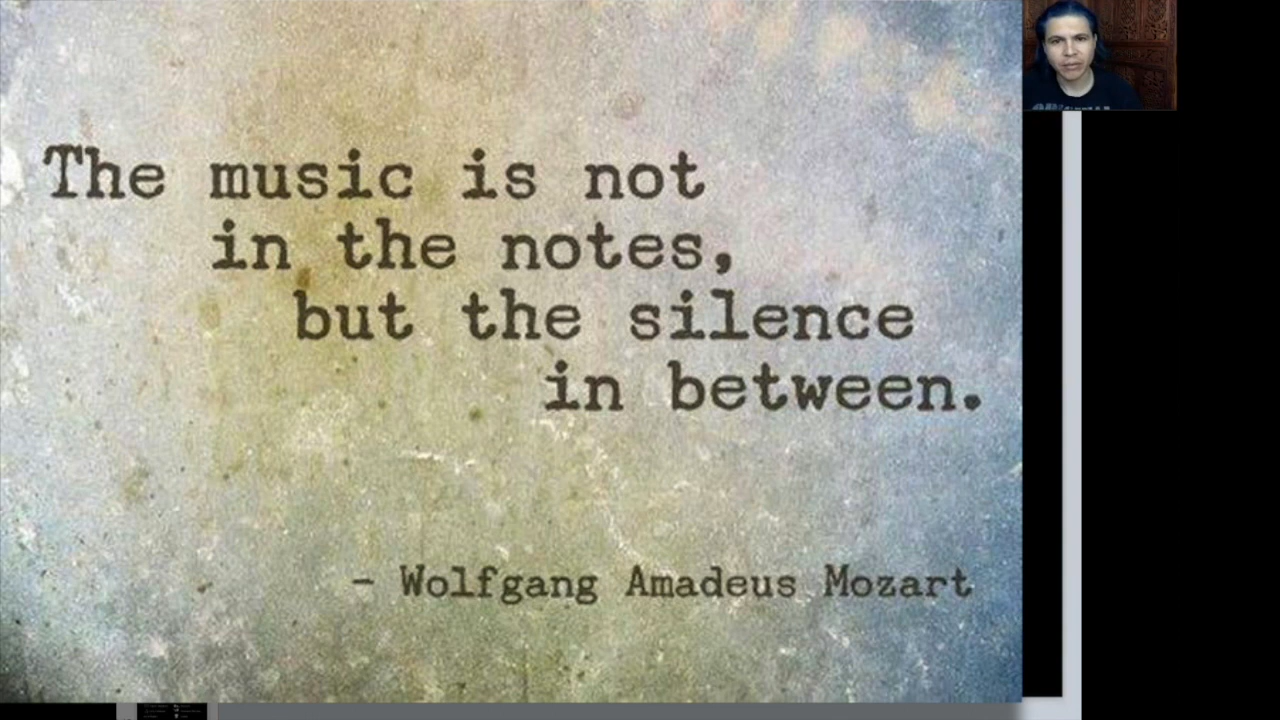 The music is not
in the notes,
but the silence
in between.
- Wolfgang Amadeus Mozart